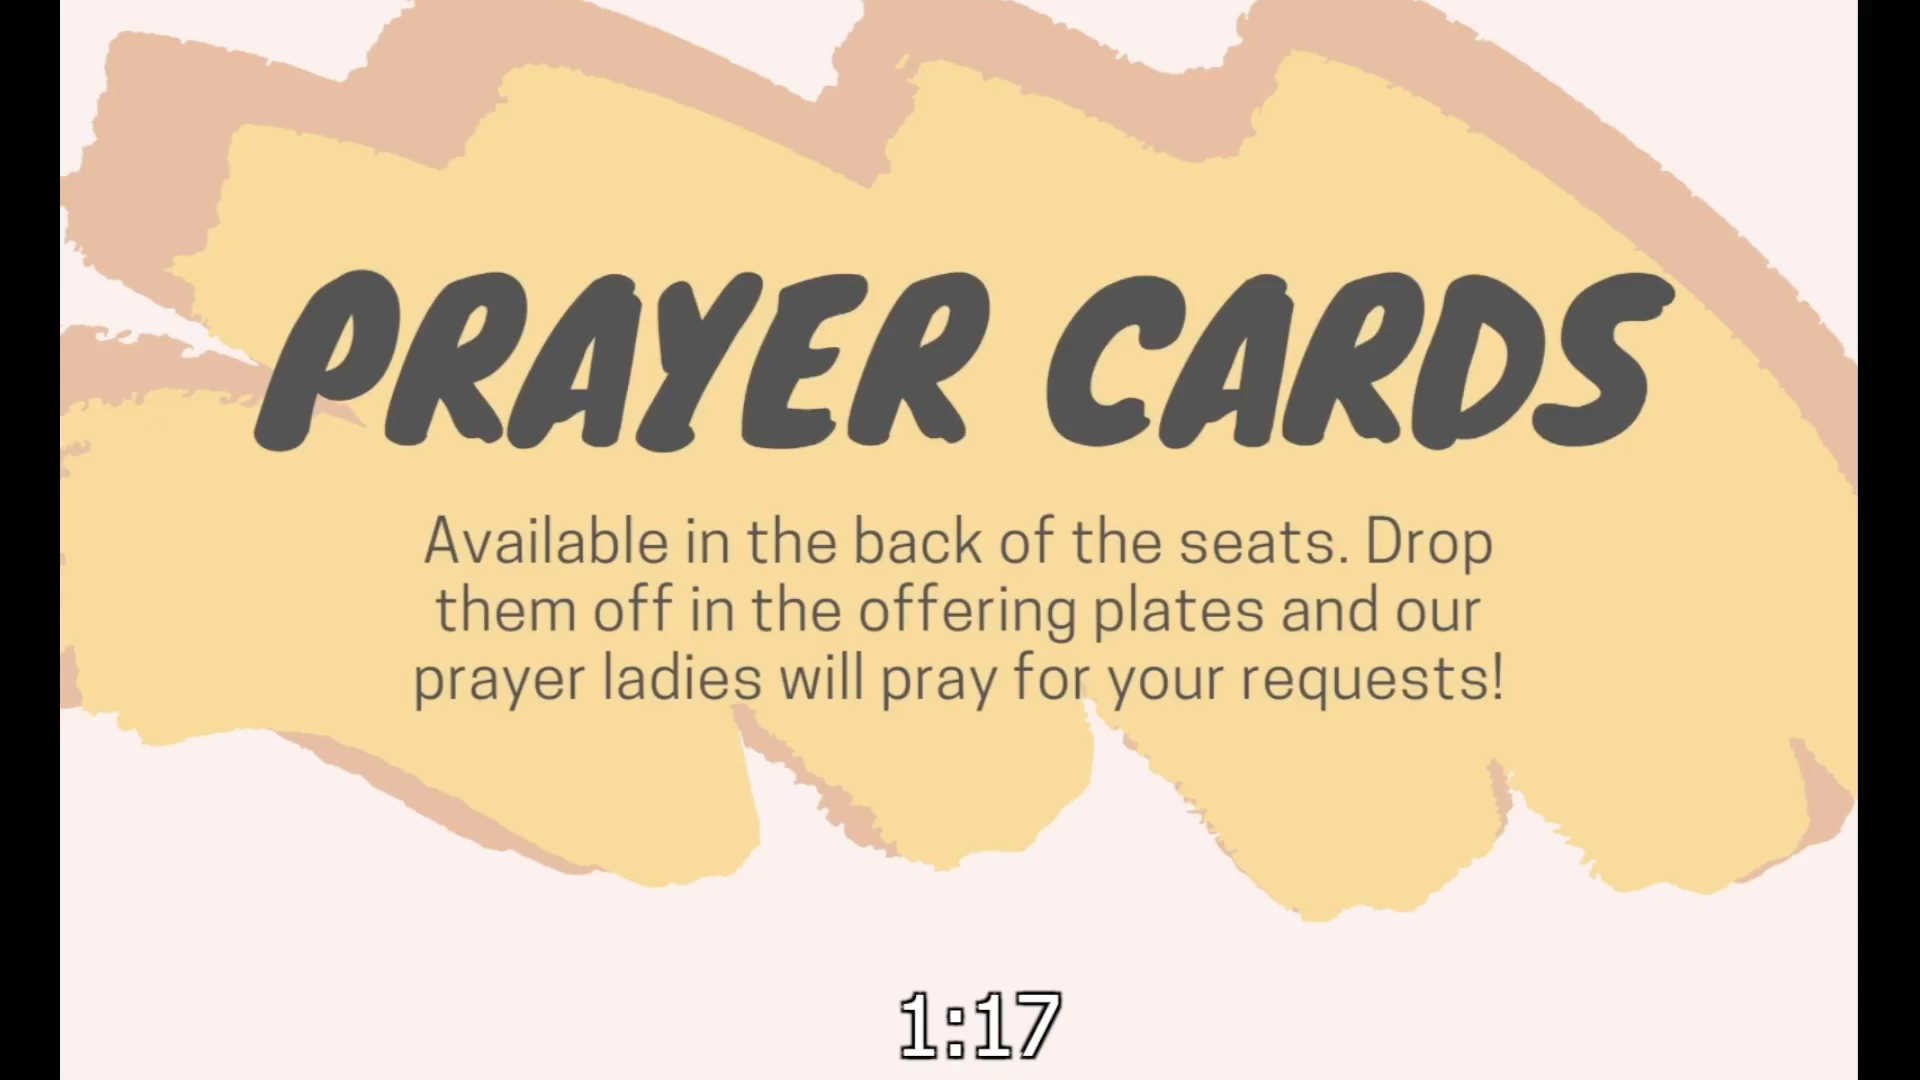 PRAYER CARDS
Available in the back of the seats. Drop
them off in the offering plates and our
prayer ladies will pray for your requests!
1:17